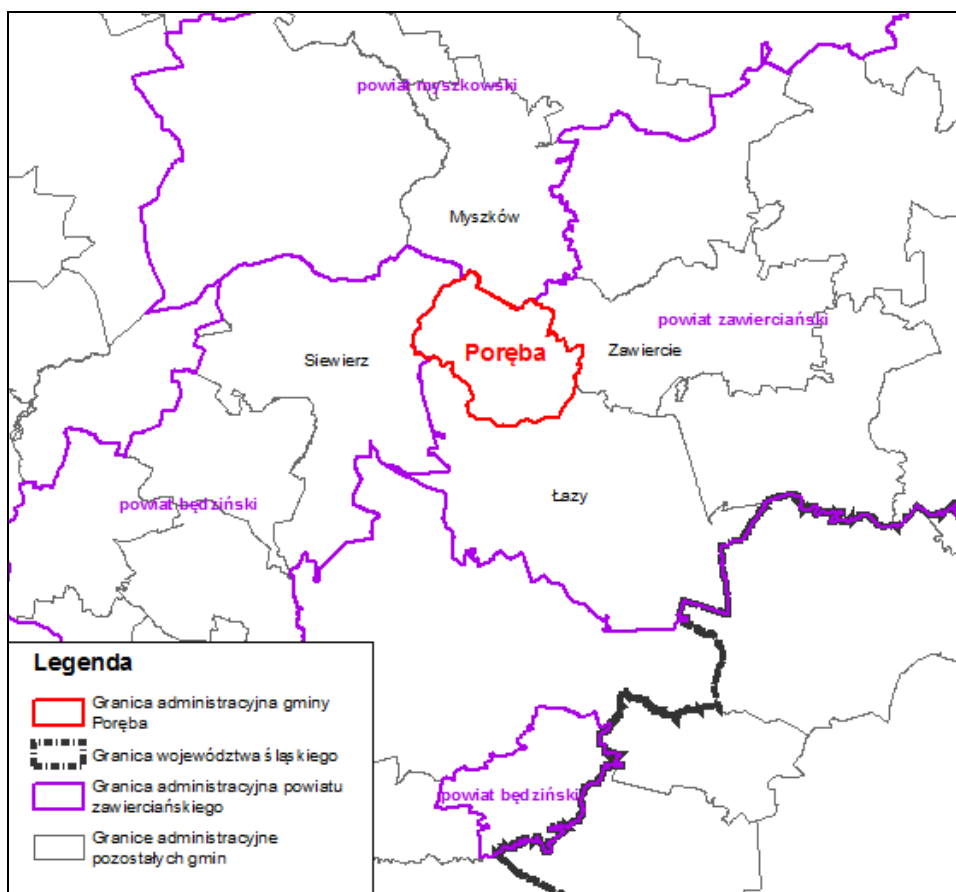 powiat myszkowski
Myszków
powiat zawierciański
Siewierz
Poręba
Zawiercie
powiat będziński
Łazy
Legenda
Granica administracyjna gminy
Poręba
Granica województwa śląskiego
Granica administracyjna powiatu
zawierciańskiego
Granice administracyjne
pozostałych gmin
powiat będziński